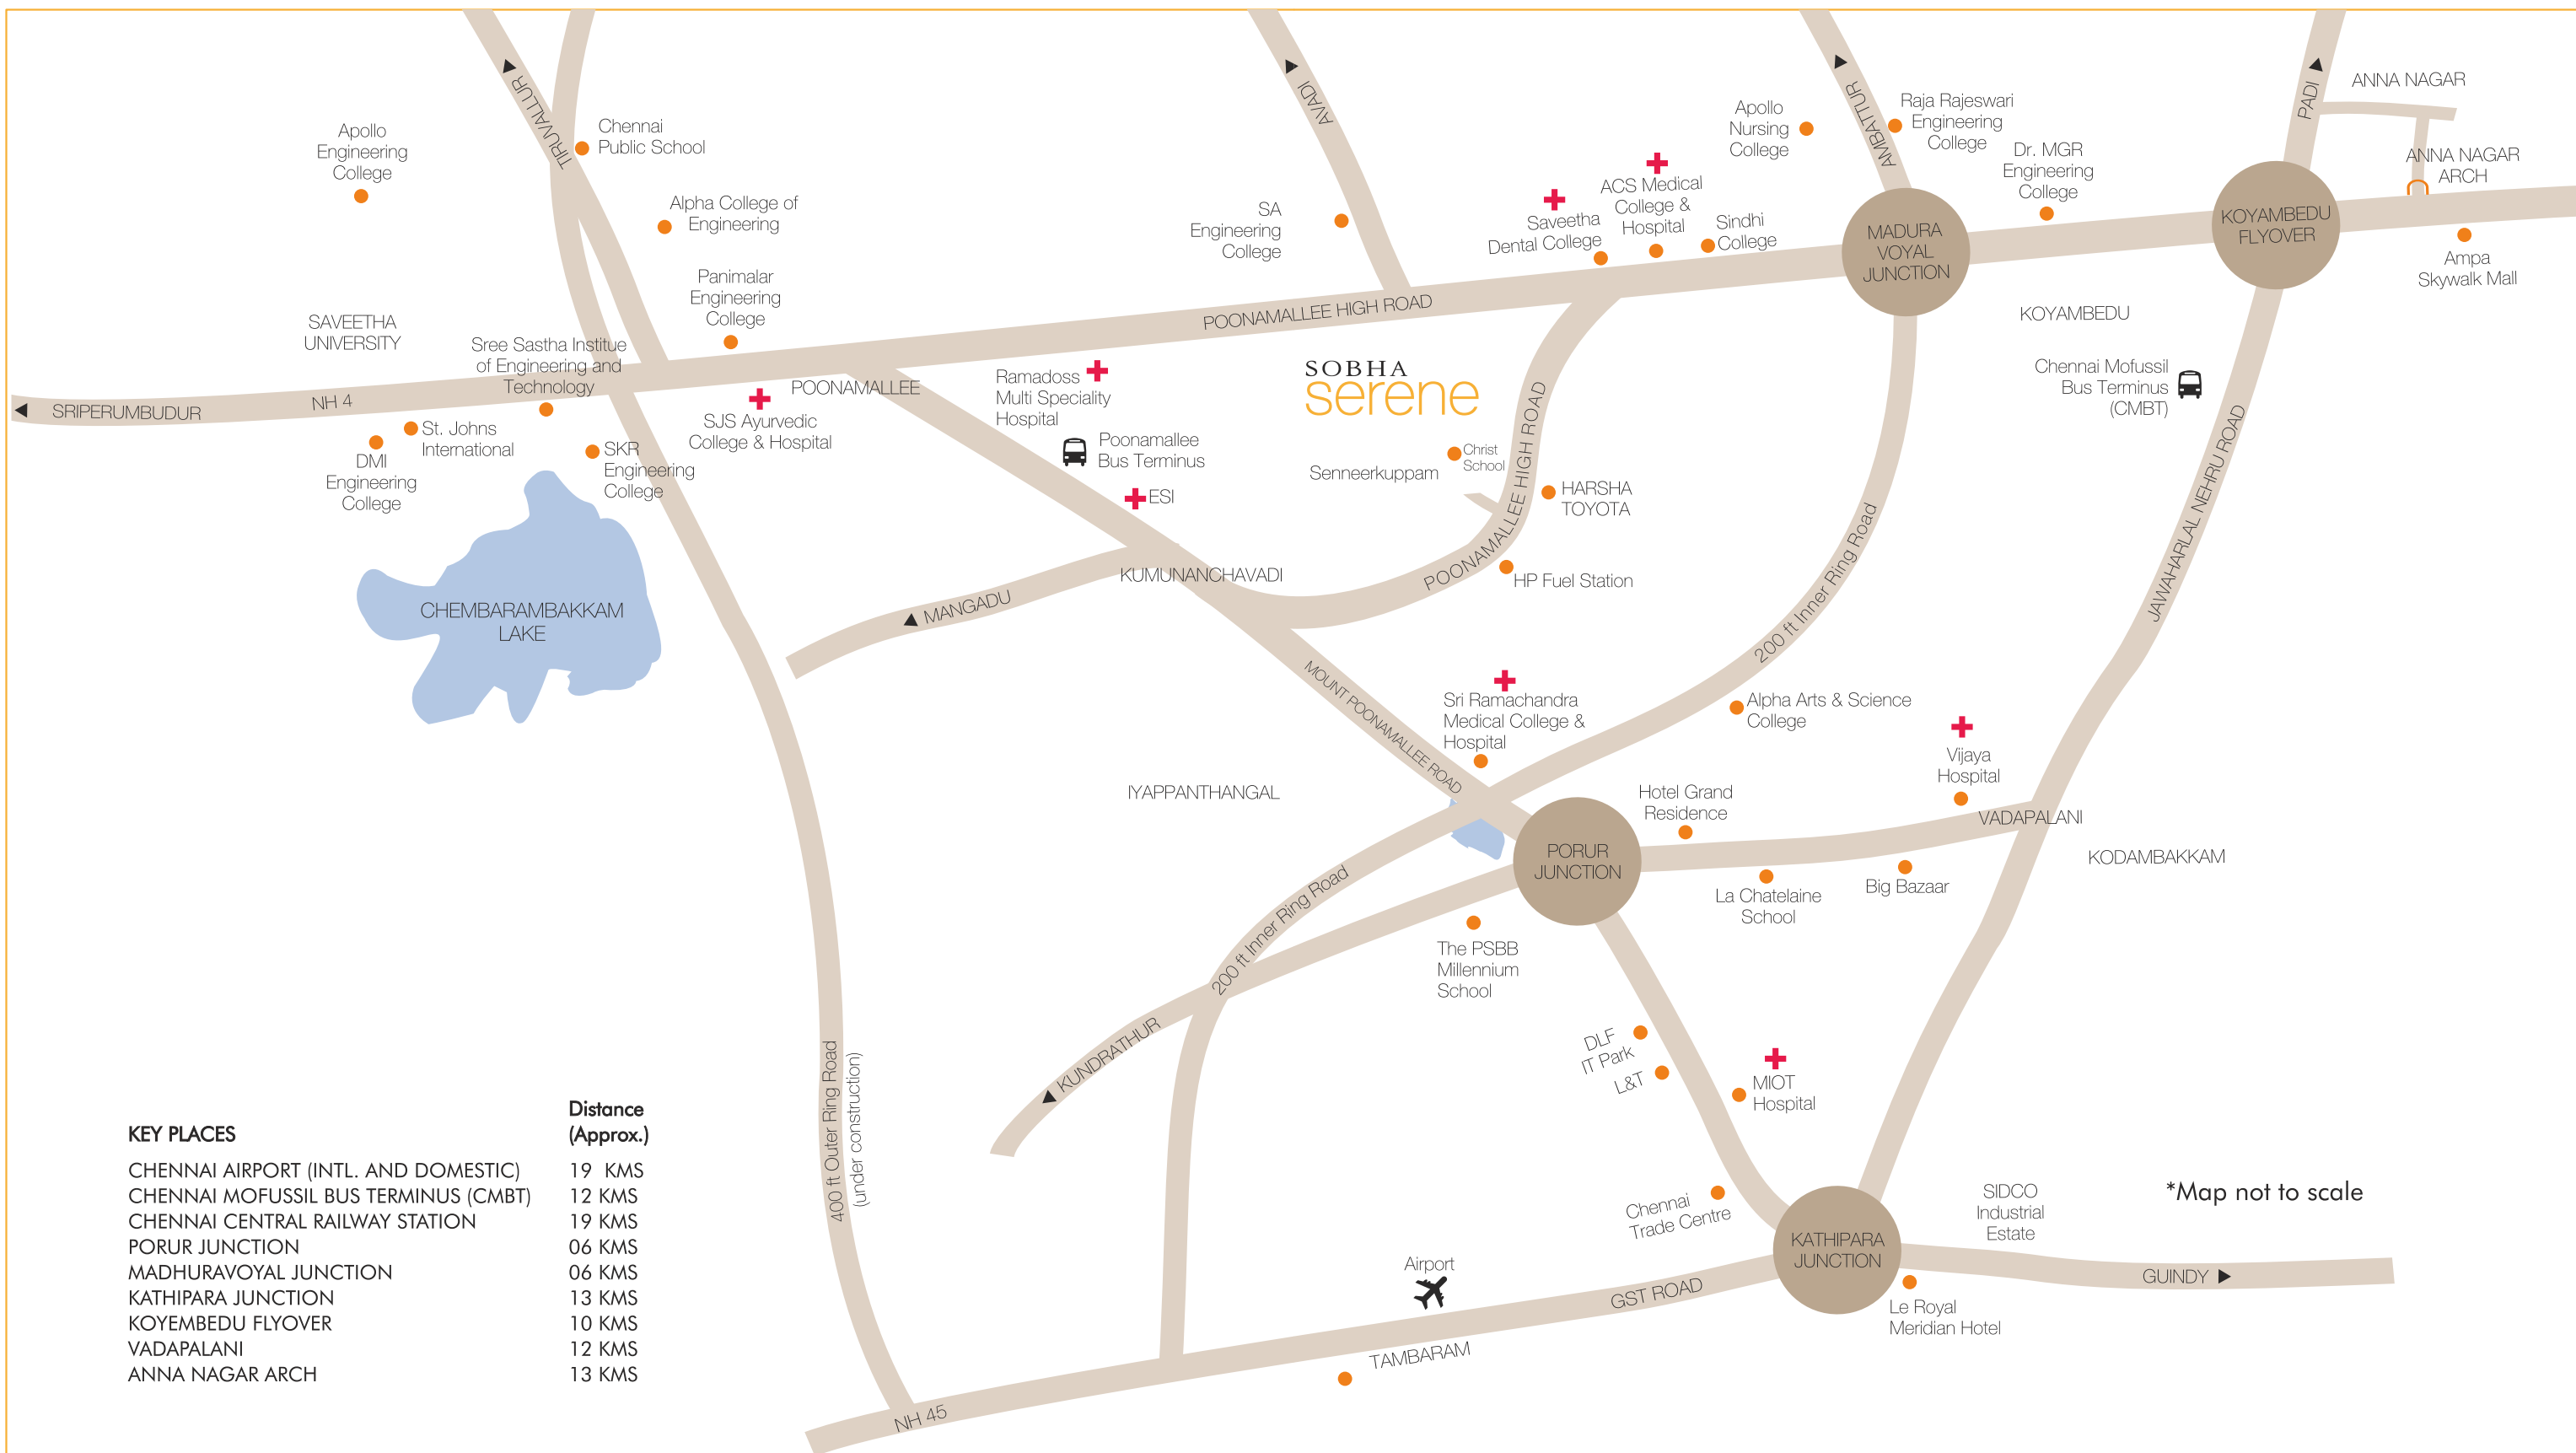 TIRUVALLUR
AVADI
AMBATTUR
PADI
ANNA NAGAR
ANNA NAGAR
ARCH
Apollo
Engineering
College
Chennai
Public School
Alpha College of
Engineering
Panimalar
Engineering
College
SAVEETHA
UNIVERSITY
Sree Sastha Institue
of Engineering and
Technology
SRIPERUMBUDUR
NH 4
St. Johns
International
DMI
Engineering
College
SKR
Engineering
College
CHEMBARAMBAKKAM
LAKE
SJS Ayurvedic
College & Hospital
POONAMALLEE
SA
Engineering
College
POONAMALLEE HIGH ROAD
Saveetha
Dental College
ACS Medical
College &
Hospital
Sindhi
College
Apollo
Nursing
College
Raja Rajeswari
Engineering
College
Dr. MGR
Engineering
College
MADURA
VOYAL
JUNCTION
KOYAMBEDU
FLYOVER
Ampa
Skywalk Mall
KOYAMBEDU
Chennai Mofussil
Bus Terminus
(CMBT)
JAWAHARLAL NEHRU ROAD
Ramadoss
Multi Speciality
Hospital
Poonamallee
Bus Terminus
ESI
SOBHA
serene
Christ
School
Senneerkuppam
POONAMALLEE HIGH ROAD
HARSHA
TOYOTA
POONAMALLEE HIGH ROAD
HP Fuel Station
KUMUNANCHAVADI
MANGADU
200 ft Inner Ring Road
MOUNT POONAMALLEE ROAD
Sri Ramachandra
Medical College &
Hospital
Alpha Arts & Science
College
Vijaya
Hospital
IYAPPANTHANGAL
Hotel Grand
Residence
VADAPALANI
KODAMBAKKAM
PORUR
JUNCTION
La Chatelaine
School
Big Bazaar
200 ft Inner Ring Road
The PSBB
Millennium
School
KUNDRATHUR
DLF
IT Park
L&T
MIOT
Hospital
400 ft Outer Ring Road
(under construction)
Chennai
Trade Centre
KATHIPARA
JUNCTION
SIDCO
Industrial
Estate
*Map not to scale
GUINDY
Le Royal
Meridian Hotel
Airport
GST ROAD
TAMBARAM
NH 45
KEY PLACES Distance
(Approx.)
CHENNAI AIRPORT (INTL. AND DOMESTIC) 19 KMS
CHENNAI MOFUSSIL BUS TERMINUS (CMBT) 12 KMS
CHENNAI CENTRAL RAILWAY STATION 19 KMS
PORUR JUNCTION 06 KMS
MADHURAVOYAL JUNCTION 06 KMS
KATHIPARA JUNCTION 13 KMS
KOYEMBEDU FLYOVER 10 KMS
VADAPALANI 12 KMS
ANNA NAGAR ARCH 13 KMS